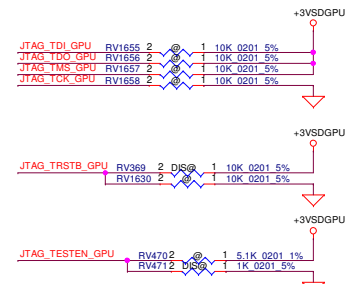 +3VSDGPU
JTAG_TDI_GPU RV1655 2 @ 1 10K_0201_5%
JTAG_TDO_GPU RV1656 2 @ 1 10K_0201_5%
JTAG_TMS_GPU RV1657 2 @ 1 10K_0201_5%
JTAG_TCK_GPU RV1658 2 @ 1 10K_0201_5%
+3VSDGPU
JTAG_TRSTB_GPU RV369 2 DIS@ 1 10K_0201_5%
RV1630 2 @ 1 10K_0201_5%
+3VSDGPU
JTAG_TESTEN_GPU RV470 2 @ 1 5.1K_0201_1%
RV471 2 DIS@ 1 1K_0201_5%